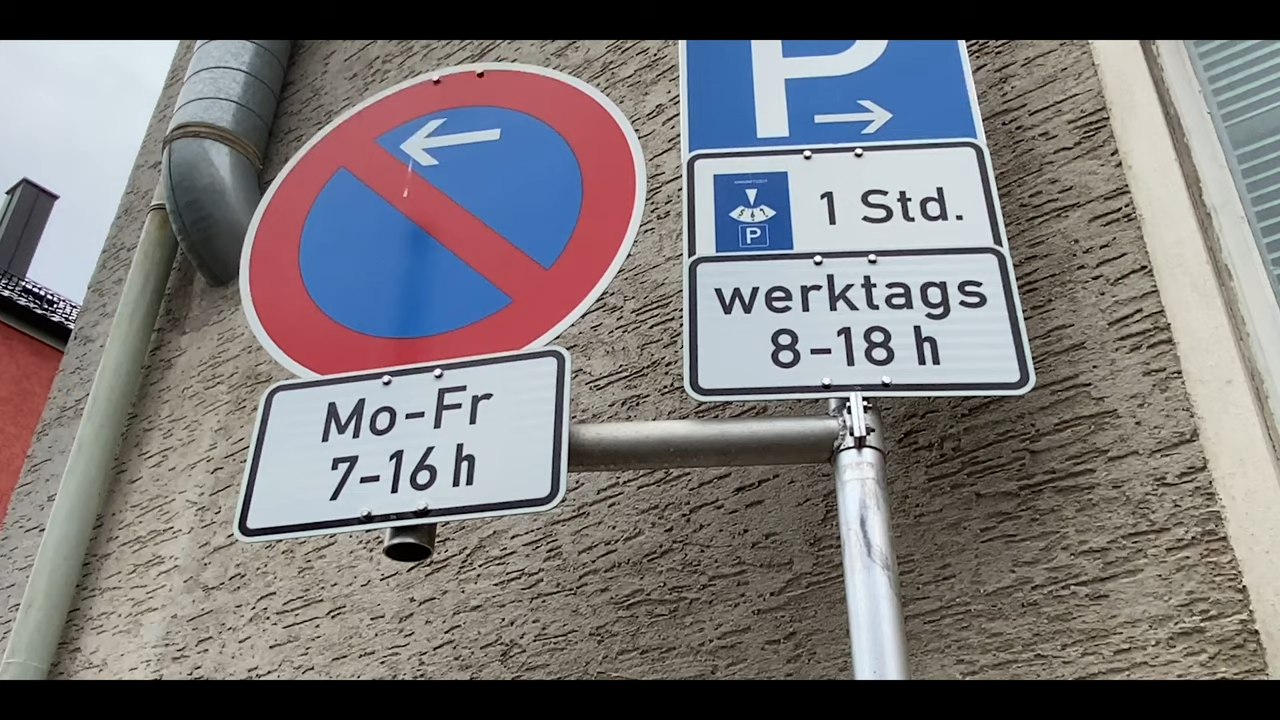 Mo-Fr
7-16 h
P
P
1 Std.
werktags
8-18 h